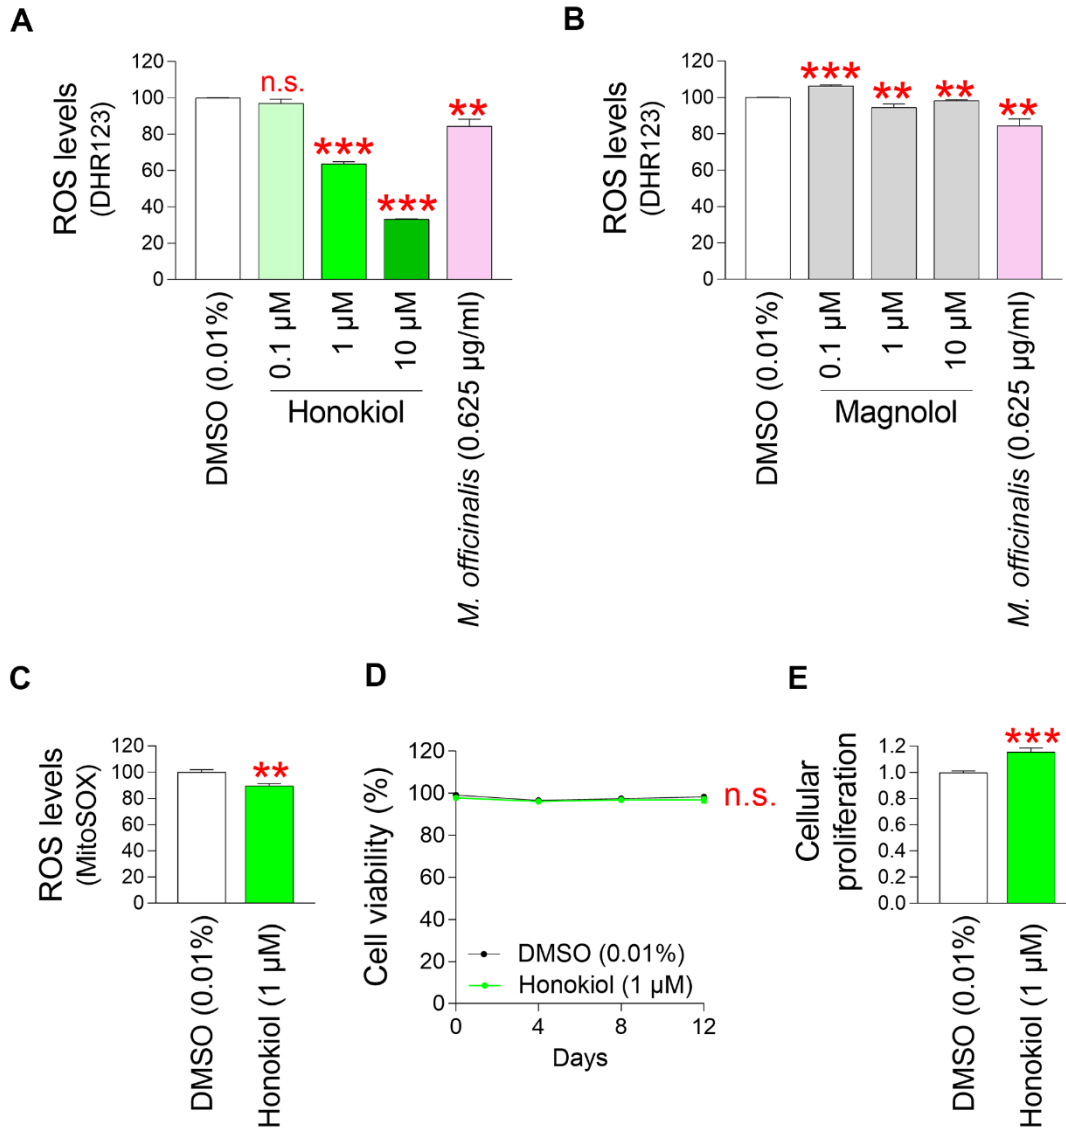 A
120
100
80
60
40
20
0
ROS levels
(DHR123)
n.s.
***
***
**
DMSO (0.01%)
0.1 µM
1 µM
10 µM
Honokiol
M. officinalis (0.625 µg/ml)
B
120
100
80
60
40
20
0
ROS levels
(DHR123)
***
**
**
**
DMSO (0.01%)
0.1 µM
1 µM
10 µM
Magnolol
M. officinalis (0.625 µg/ml)
C
120
100
80
60
40
20
0
ROS levels
(MitoSOX)
**
DMSO (0.01%)
Honokiol (1 µM)
D
120
100
80
60
40
20
0
Cell viability (%)
n.s.
DMSO (0.01%)
Honokiol (1 µM)
0 4 8 12
Days
E
1.2
1.0
0.8
0.6
0.4
0.2
0.0
Cellular
proliferation
***
DMSO (0.01%)
Honokiol (1 µM)